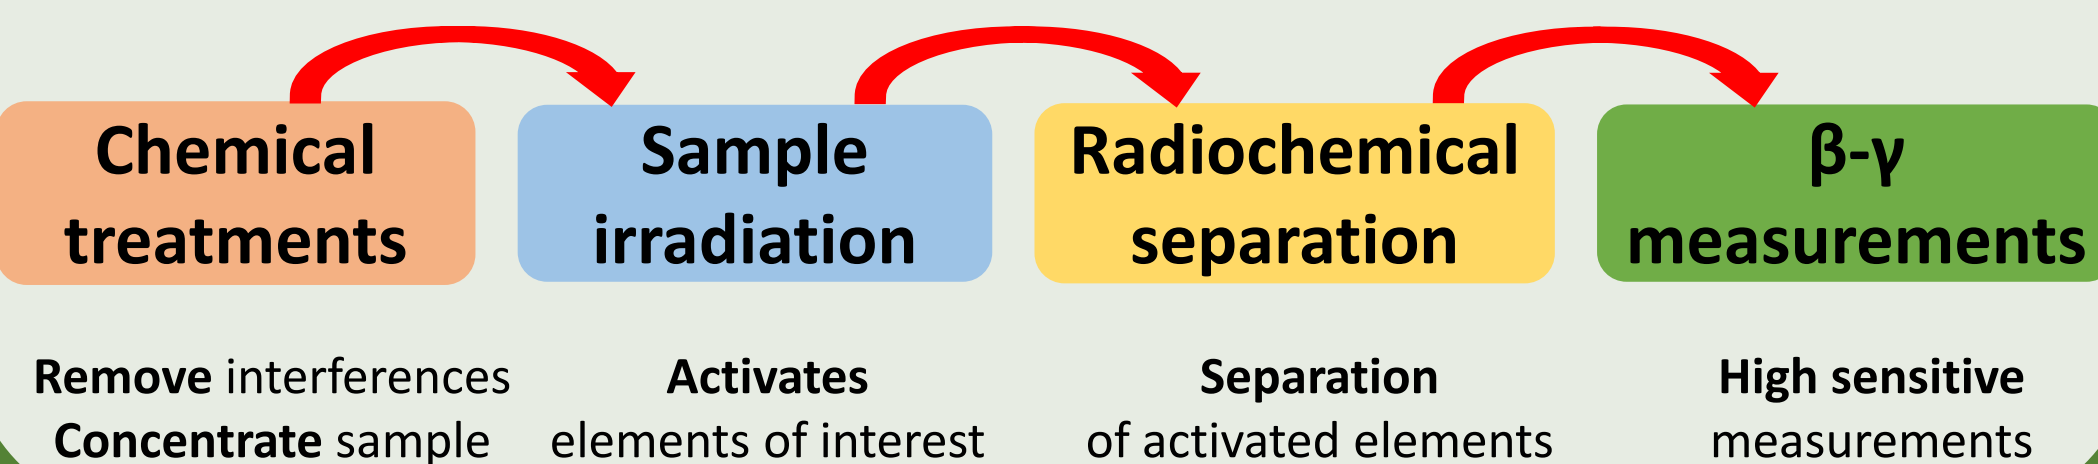 Chemical
treatments
Sample
irradiation
Radiochemical
separation
β-γ
measurements
Remove interferences
Concentrate sample
Activates
elements of interest
Separation
of activated elements
High sensitive
measurements